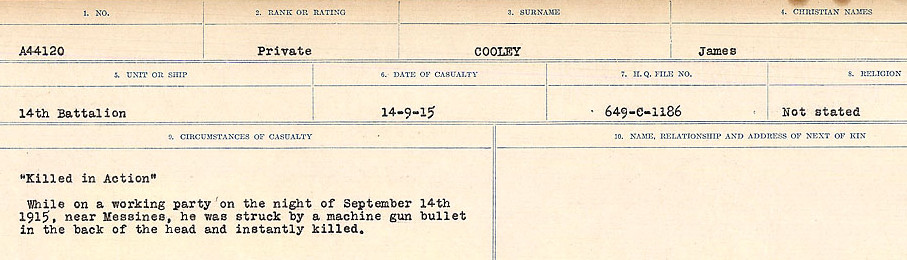 1. NO. 2. RANK OR RATING 3. SURNAME 4. CHRISTIAN NAMES
A44120 Private COOLEY James
5. UNIT OR SHIP 6. DATE OF CASUALTY 7. H.Q. FILE NO. 8. RELIGION
14th Battalion 14-9-15 649-C-1186 Not stated
9. CIRCUMSTANCES OF CASUALTY 10. NAME, RELATIONSHIP AND ADDRESS OF NEXT OF KIN
"Killed in Action"
While on a working party on the night of September 14th
1915, near Messines, he was struck by a machine gun bullet
in the back of the head and instantly killed.